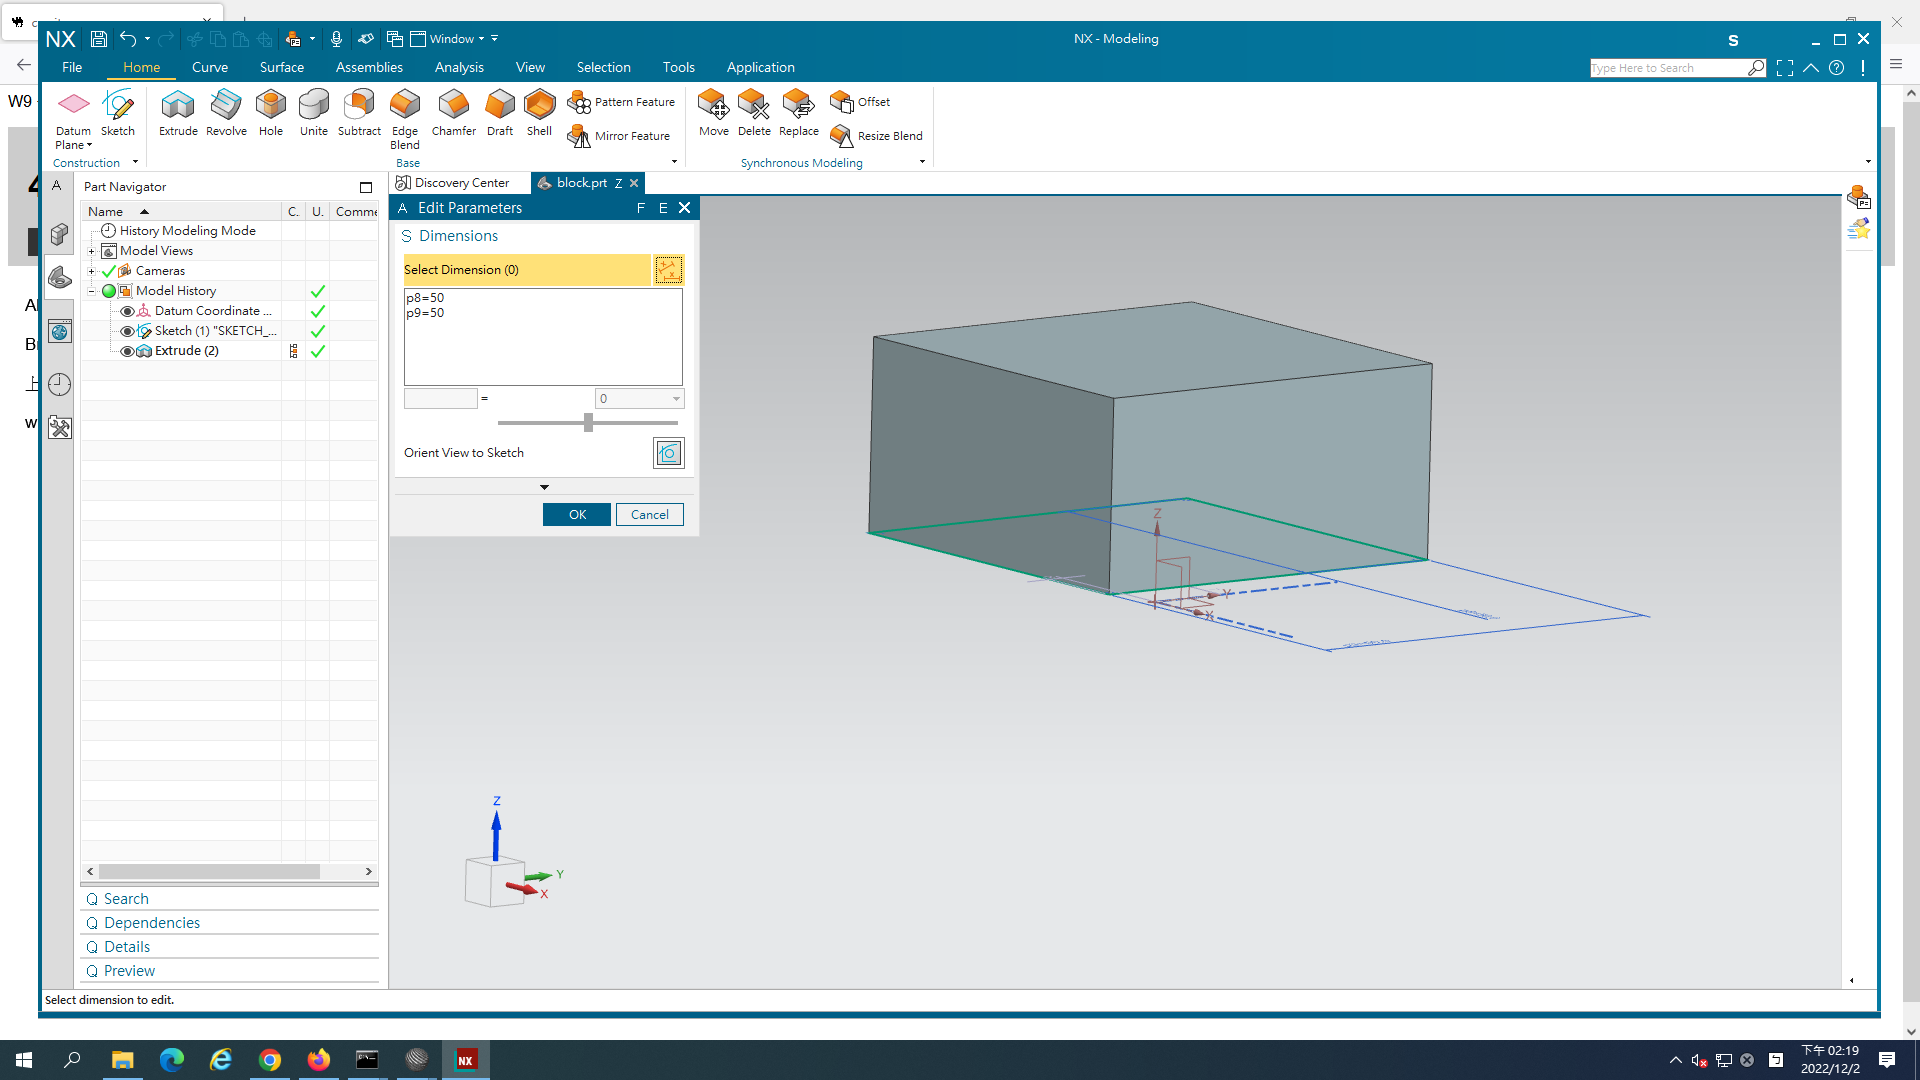 NX
Window
NX - Modeling
S
File
Home
Curve
Surface
Assemblies
Analysis
View
Selection
Tools
Application
Type Here to Search
W9
Datum Plane
Sketch
Extrude
Revolve
Hole
Unite
Subtract
Edge Blend
Chamfer
Draft
Shell
Pattern Feature
Mirror Feature
Move
Delete
Replace
Offset
Resize Blend
Construction
Base
Synchronous Modeling
A
Part Navigator
Name
C.
U.
Comme
History Modeling Mode
Model Views
Cameras
Model History
Datum Coordinate ...
Sketch (1) "SKETCH_...
Extrude (2)
Discovery Center
block.prt
Z
A
Edit Parameters
F
E
S
Dimensions
Select Dimension (0)
p8=50
p9=50
=
0
Orient View to Sketch
OK
Cancel
Z
Y
X
Z
Y
X
Q Search
Q Dependencies
Q Details
Q Preview
Select dimension to edit.
NX
下午 02:19
2022/12/2